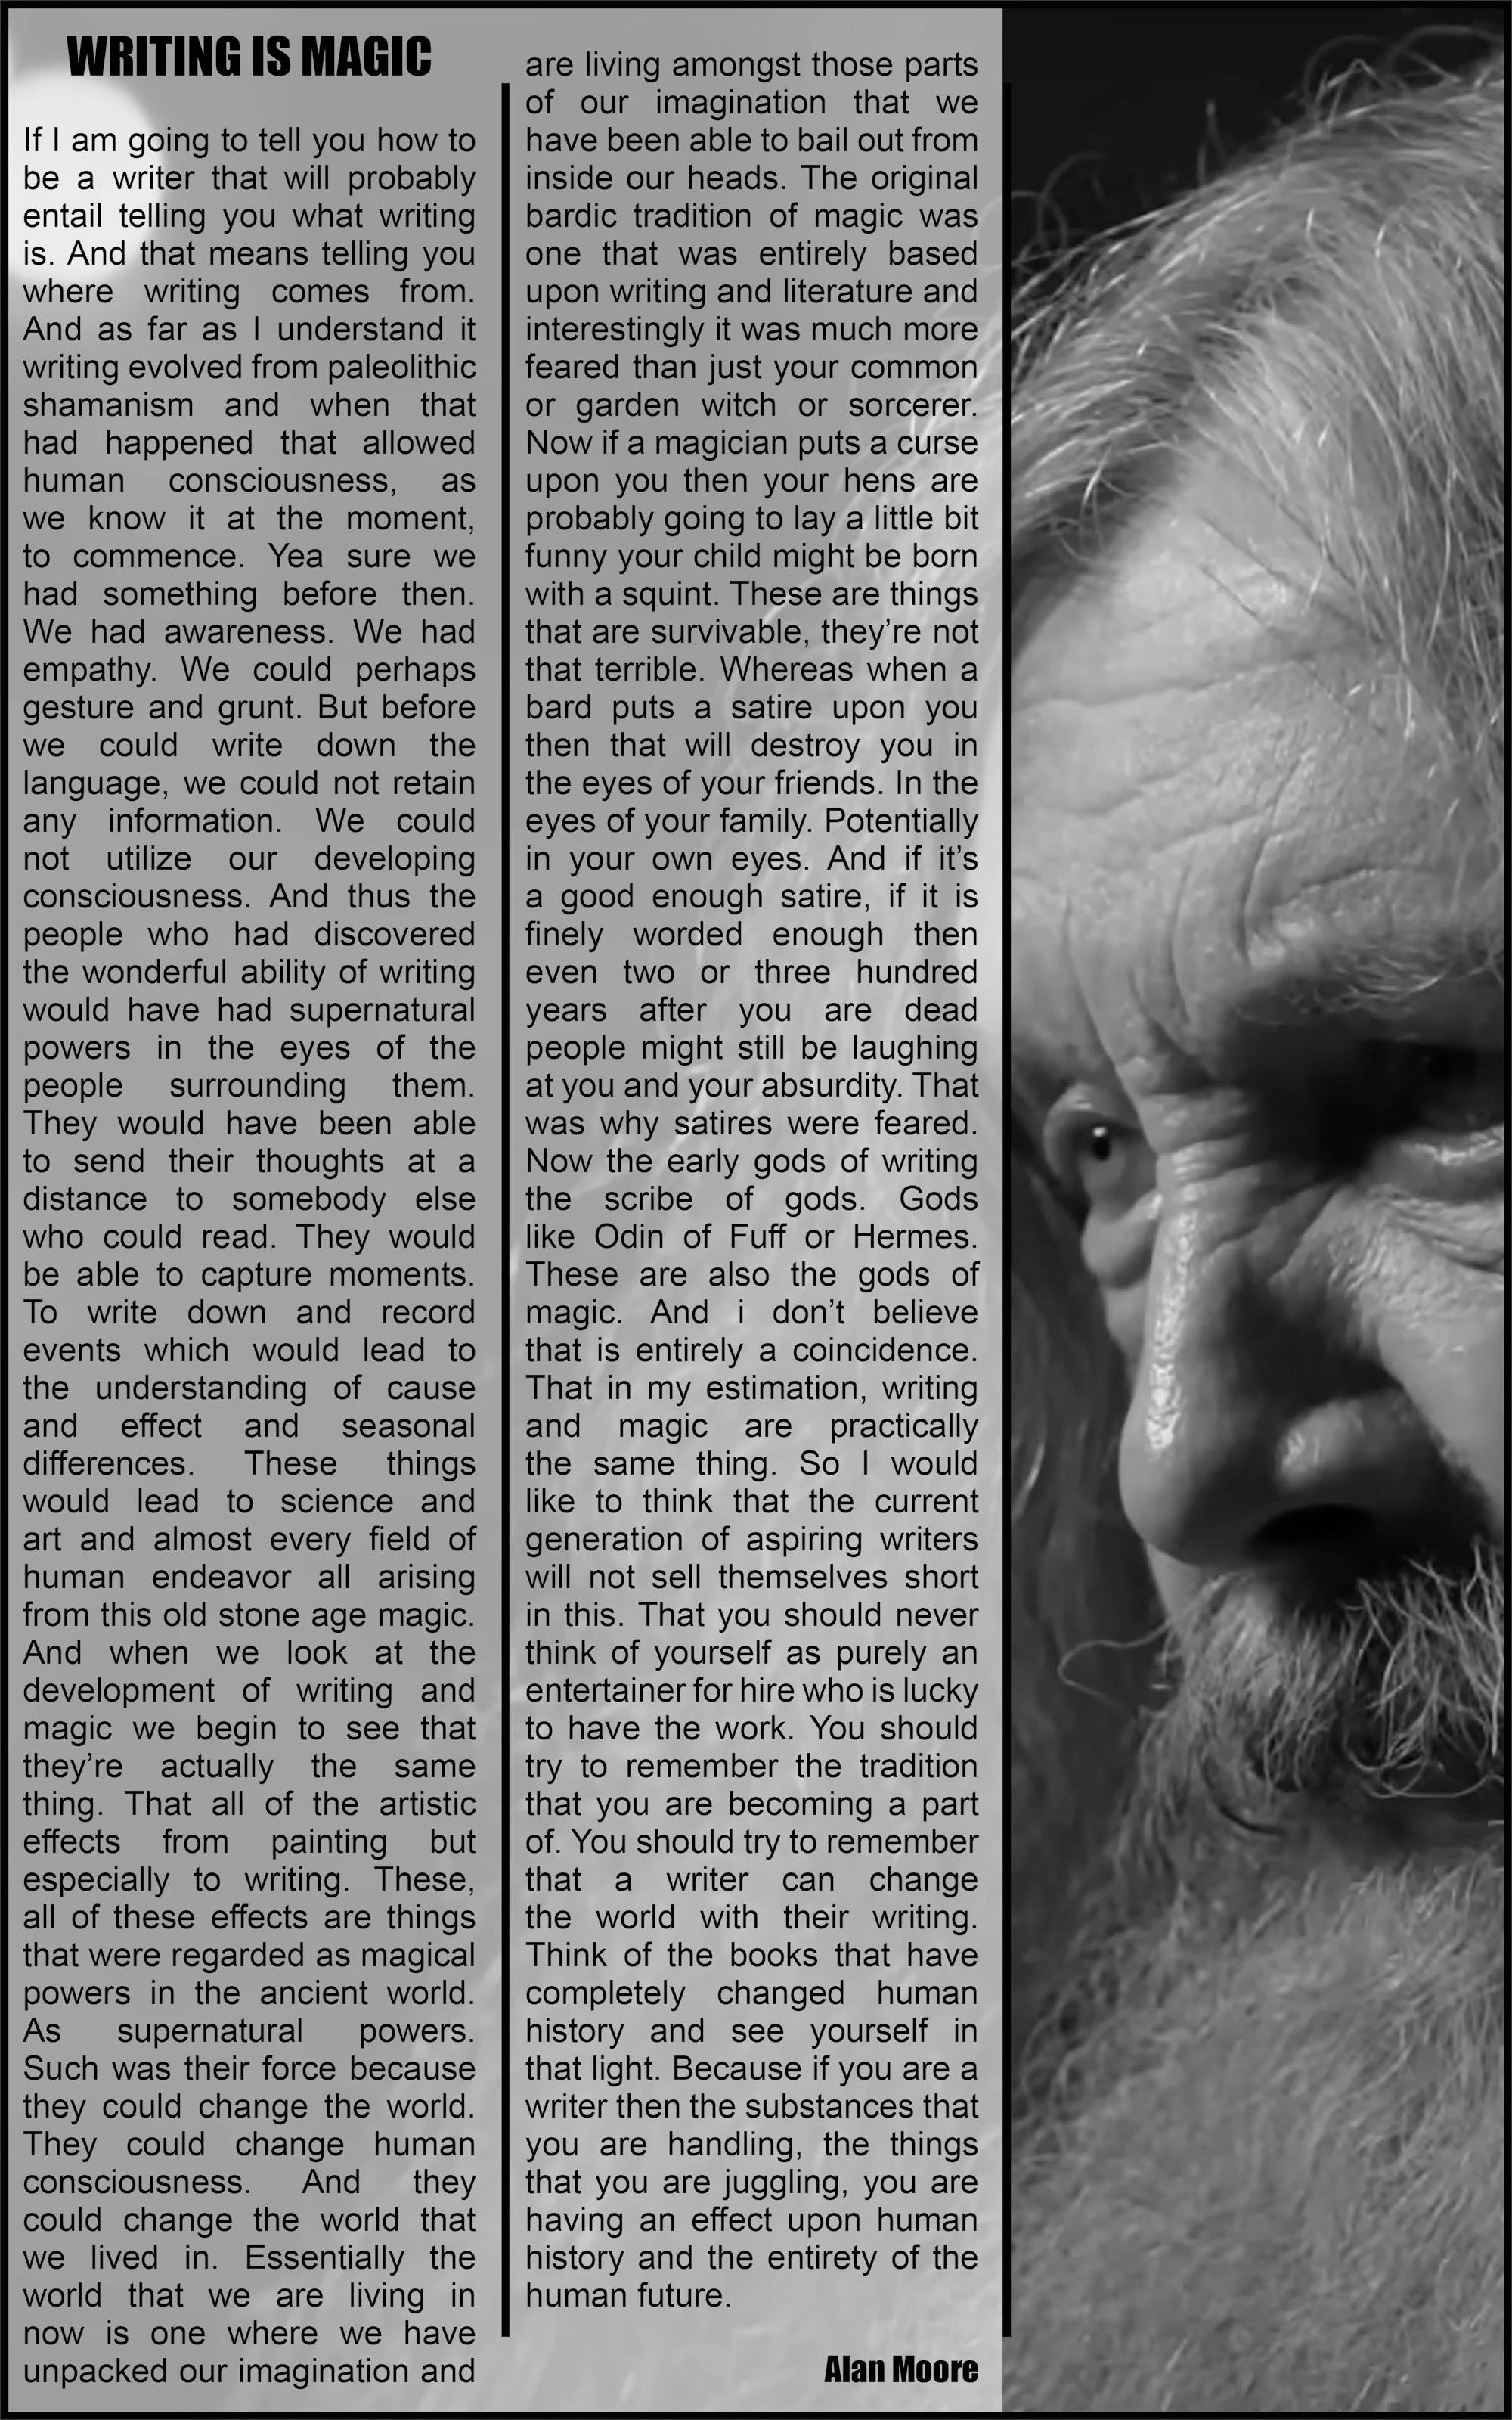 WRITING IS MAGIC
If I am going to tell you how to
be a writer that will probably
entail telling you what writing
is. And that means telling you
where writing comes from.
And as far as I understand it
writing evolved from paleolithic
shamanism and when that
had happened that allowed
human consciousness, as
we know it at the moment,
to commence. Yea sure we
had something before then.
We had awareness. We had
empathy. We could perhaps
gesture and grunt. But before
we could write down the
language, we could not retain
any information. We could
not utilize our developing
consciousness. And thus the
people who had discovered
the wonderful ability of writing
would have had supernatural
powers in the eyes of the
people surrounding them.
They would have been able
to send their thoughts at a
distance to somebody else
who could read. They would
be able to capture moments.
To write down and record
events which would lead to
the understanding of cause
and effect and seasonal
differences. These things
would lead to science and
art and almost every field of
human endeavor all arising
from this old stone age magic.
And when we look at the
development of writing and
magic we begin to see that
they're actually the same
thing. That all of the artistic
effects from painting but
especially to writing. These,
all of these effects are things
that were regarded as magical
powers in the ancient world.
As supernatural powers.
Such was their force because
they could change the world.
They could change human
consciousness. And they
could change the world that
we lived in. Essentially the
world that we are living in
now is one where we have
unpacked our imagination and
are living amongst those parts
of our imagination that we
have been able to bail out from
inside our heads. The original
bardic tradition of magic was
one that was entirely based
upon writing and literature and
interestingly it was much more
feared than just your common
or garden witch or sorcerer.
Now if a magician puts a curse
upon you then your hens are
probably going to lay a little bit
funny your child might be born
with a squint. These are things
that are survivable, they're not
that terrible. Whereas when a
bard puts a satire upon you
then that will destroy you in
the eyes of your friends. In the
eyes of your family. Potentially
in your own eyes. And if it's
a good enough satire, if it is
finely worded enough then
even two or three hundred
years after you are dead
people might still be laughing
at you and your absurdity. That
was why satires were feared.
Now the early gods of writing
the scribe of gods. Gods
like Odin of Fuff or Hermes.
These are also the gods of
magic. And i don't believe
that is entirely a coincidence.
That in my estimation, writing
and magic are practically
the same thing. So I would
like to think that the current
generation of aspiring writers
will not sell themselves short
in this. That you should never
think of yourself as purely an
entertainer for hire who is lucky
to have the work. You should
try to remember the tradition
that you are becoming a part
of. You should try to remember
that a writer can change
the world with their writing.
Think of the books that have
completely changed human
history and see yourself in
that light. Because if you are a
writer then the substances that
you are handling, the things
that you are juggling, you are
having an effect upon human
history and the entirety of the
human future.
Alan Moore